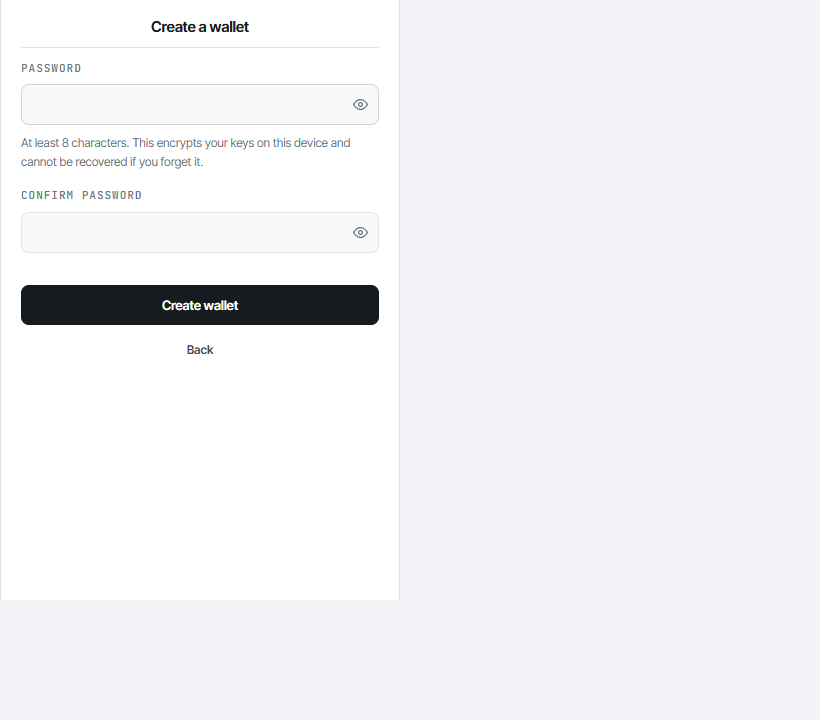 Create a wallet
PASSWORD
At least 8 characters. This encrypts your keys on this device and
cannot be recovered if you forget it.
CONFIRM PASSWORD
Create wallet
Back